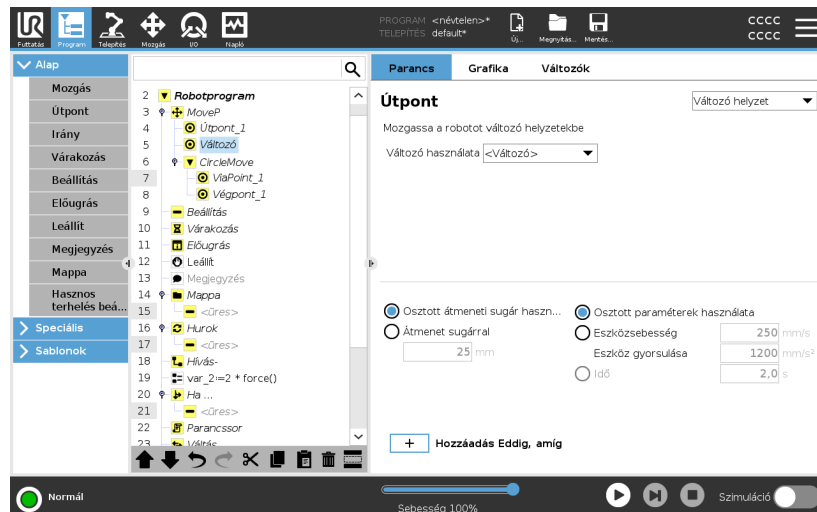 PROGRAM <névtelen>*
TELEPÍTÉS default*
Futtatás
Program
Telepítés
Mozgás
I/O
Napló
Új...
Megnyitás...
Mentés...
CCCC
CCCC
Alap
Mozgás
Útpont
Irány
Várakozás
Beállítás
Előugrás
Leállít
Megjegyzés
Mappa
Hasznos
terhelés beá...
Speciális
Sablonok
2 Robotprogram
3 MoveP
4 Útpont_1
5 Változó
6 CircleMove
7 ViaPoint_1
8 Végpont_1
9 Beállítás
10 Várakozás
11 Előugrás
12 Leállít
13 Megjegyzés
14 Mappa
15 <üres>
16 Hurok
17 <üres>
18 Hívás-
19 var_2:=2 * force()
20 Ha ...
21 <üres>
22 Parancssor
23 Váltás
Parancs
Grafika
Változók
Útpont
Változó helyzet
Mozgassa a robotot változó helyzetekbe
Változó használata <Változó>
Osztott átmeneti sugár haszn...
Átmenet sugárral
25 mm
Osztott paraméterek használata
Eszközsebesség 250 mm/s
Eszköz gyorsulása 1200 mm/s²
Idő 2,0 s
+ Hozzáadás Eddig, amíg
Normál
Sebesség 100%
Szimuláció